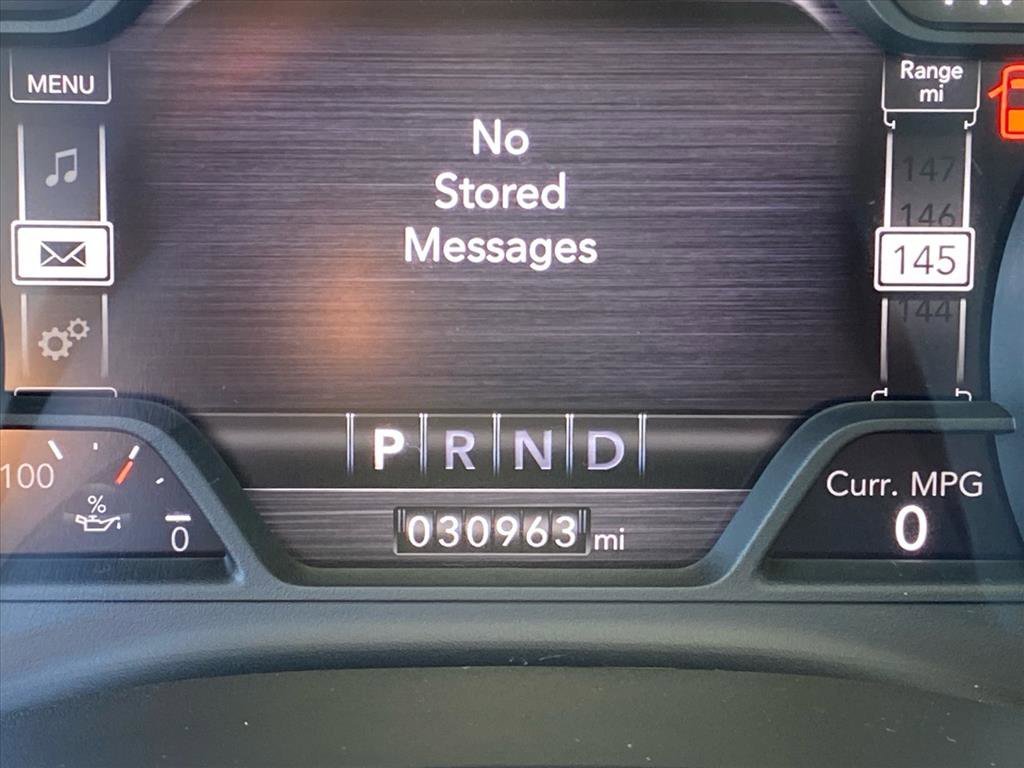 MENU
Range
mi
147
146
145
144
No
Stored
Messages
P R N D
030963 mi
100
%
0
Curr. MPG
0